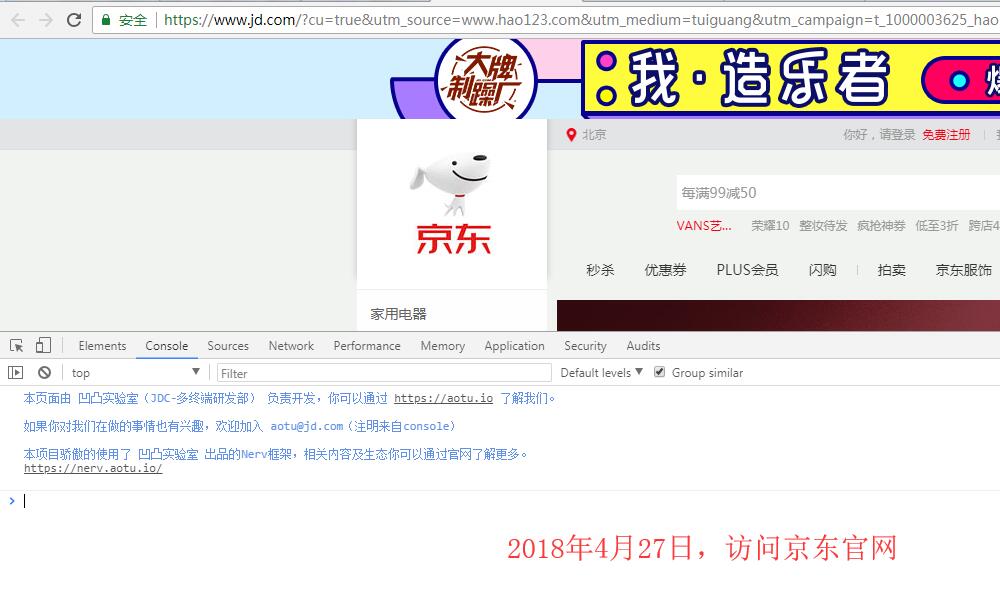 安全 https://www.jd.com/?cu=true&utm_source=www.hao123.com&utm_medium=tuiguang&utm_campaign=t_1000003625_hao
大牌
制躁厂
我·造乐者
北京
你好，请登录 免费注册
京东
每满99减50
VANS艺... 荣耀10 整妆待发 疯抢神券 低至3折 跨店4
秒杀 优惠券 PLUS会员 闪购 拍卖 京东服饰
家用电器
Elements Console Sources Network Performance Memory Application Security Audits
top Filter Default levels Group similar
本页面由 凹凸实验室（JDC-多终端研发部） 负责开发，你可以通过 https://aotu.io 了解我们。
如果你对我们在做的事情也有兴趣，欢迎加入 aotu@jd.com（注明来自console）
本项目骄傲的使用了 凹凸实验室 出品的Nerv框架，相关内容及生态你可以通过官网了解更多。
https://nerv.aotu.io/
2018年4月27日，访问京东官网